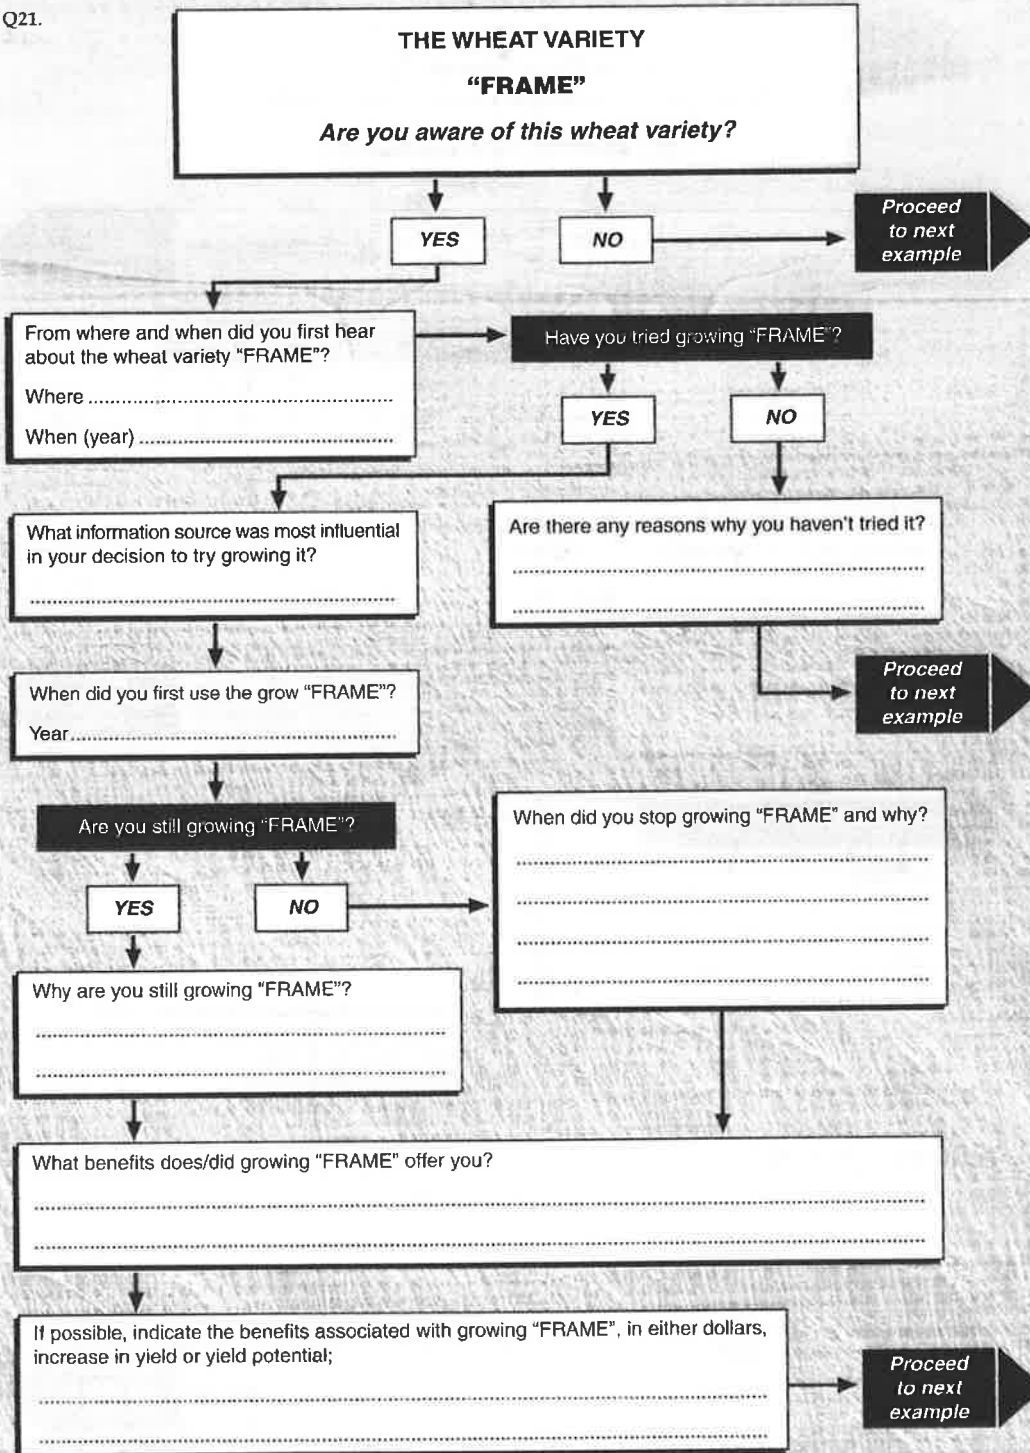 Q21.
THE WHEAT VARIETY
“FRAME”
Are you aware of this wheat variety?
YES
NO
Proceed
to next
example
From where and when did you first hear
about the wheat variety “FRAME”?
Where ..........................................................
When (year) ................................................
Have you tried growing “FRAME”?
YES
NO
What information source was most influential
in your decision to try growing it?
......................................................................
Are there any reasons why you haven't tried it?
..............................................................................
..............................................................................
Proceed
to next
example
When did you first use the grow “FRAME”?
Year..............................................................
Are you still growing “FRAME”?
YES
NO
When did you stop growing “FRAME” and why?
..............................................................................
..............................................................................
..............................................................................
..............................................................................
Why are you still growing “FRAME”?
..............................................................................
..............................................................................
What benefits does/did growing “FRAME” offer you?
..............................................................................
..............................................................................
If possible, indicate the benefits associated with growing “FRAME”, in either dollars,
increase in yield or yield potential;
..............................................................................
..............................................................................
Proceed
to next
example